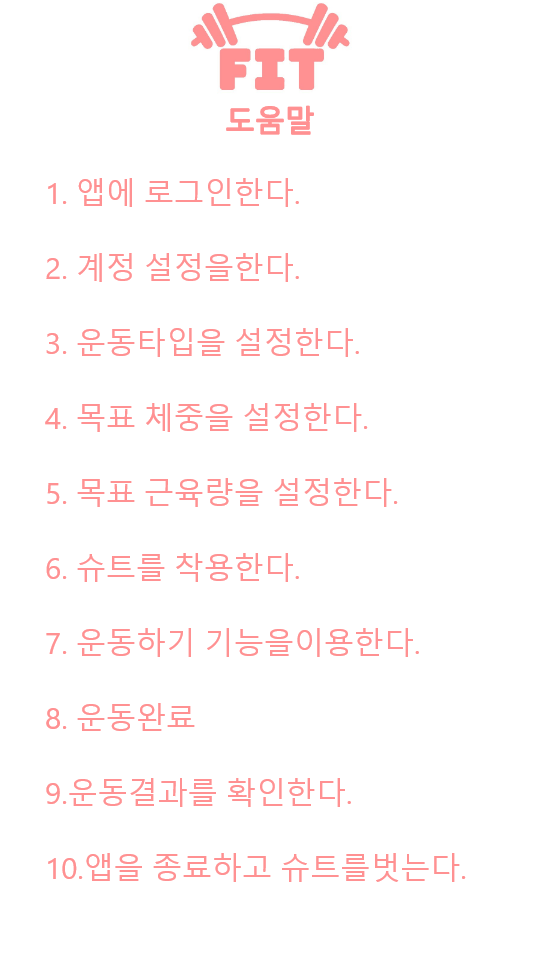 FIT
도움말
1. 앱에 로그인한다.
2. 계정 설정을한다.
3. 운동타입을 설정한다.
4. 목표 체중을 설정한다.
5. 목표 근육량을 설정한다.
6. 슈트를 착용한다.
7. 운동하기 기능을이용한다.
8. 운동완료
9.운동결과를 확인한다.
10.앱을 종료하고 슈트를벗는다.